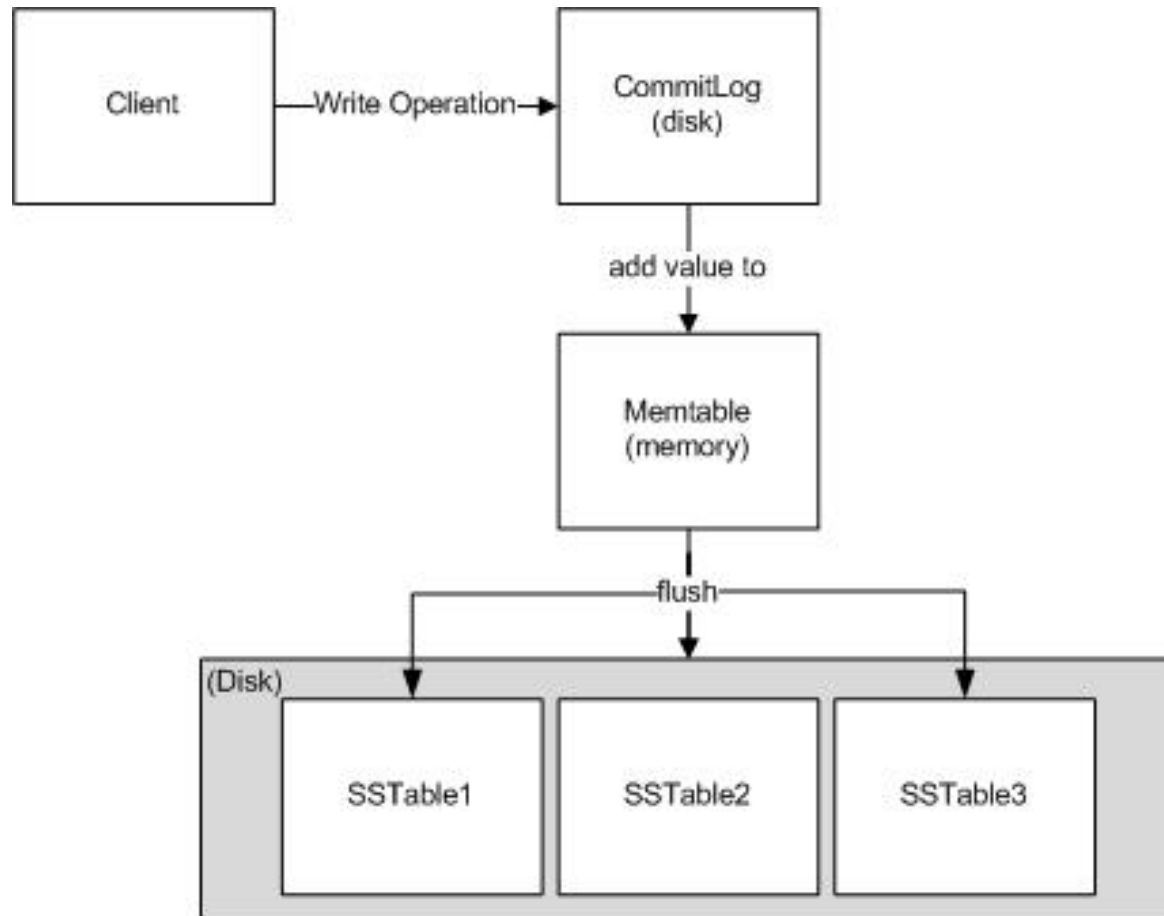 Client
Write Operation
CommitLog
(disk)
add value to
Memtable
(memory)
flush
(Disk)
SSTable1
SSTable2
SSTable3